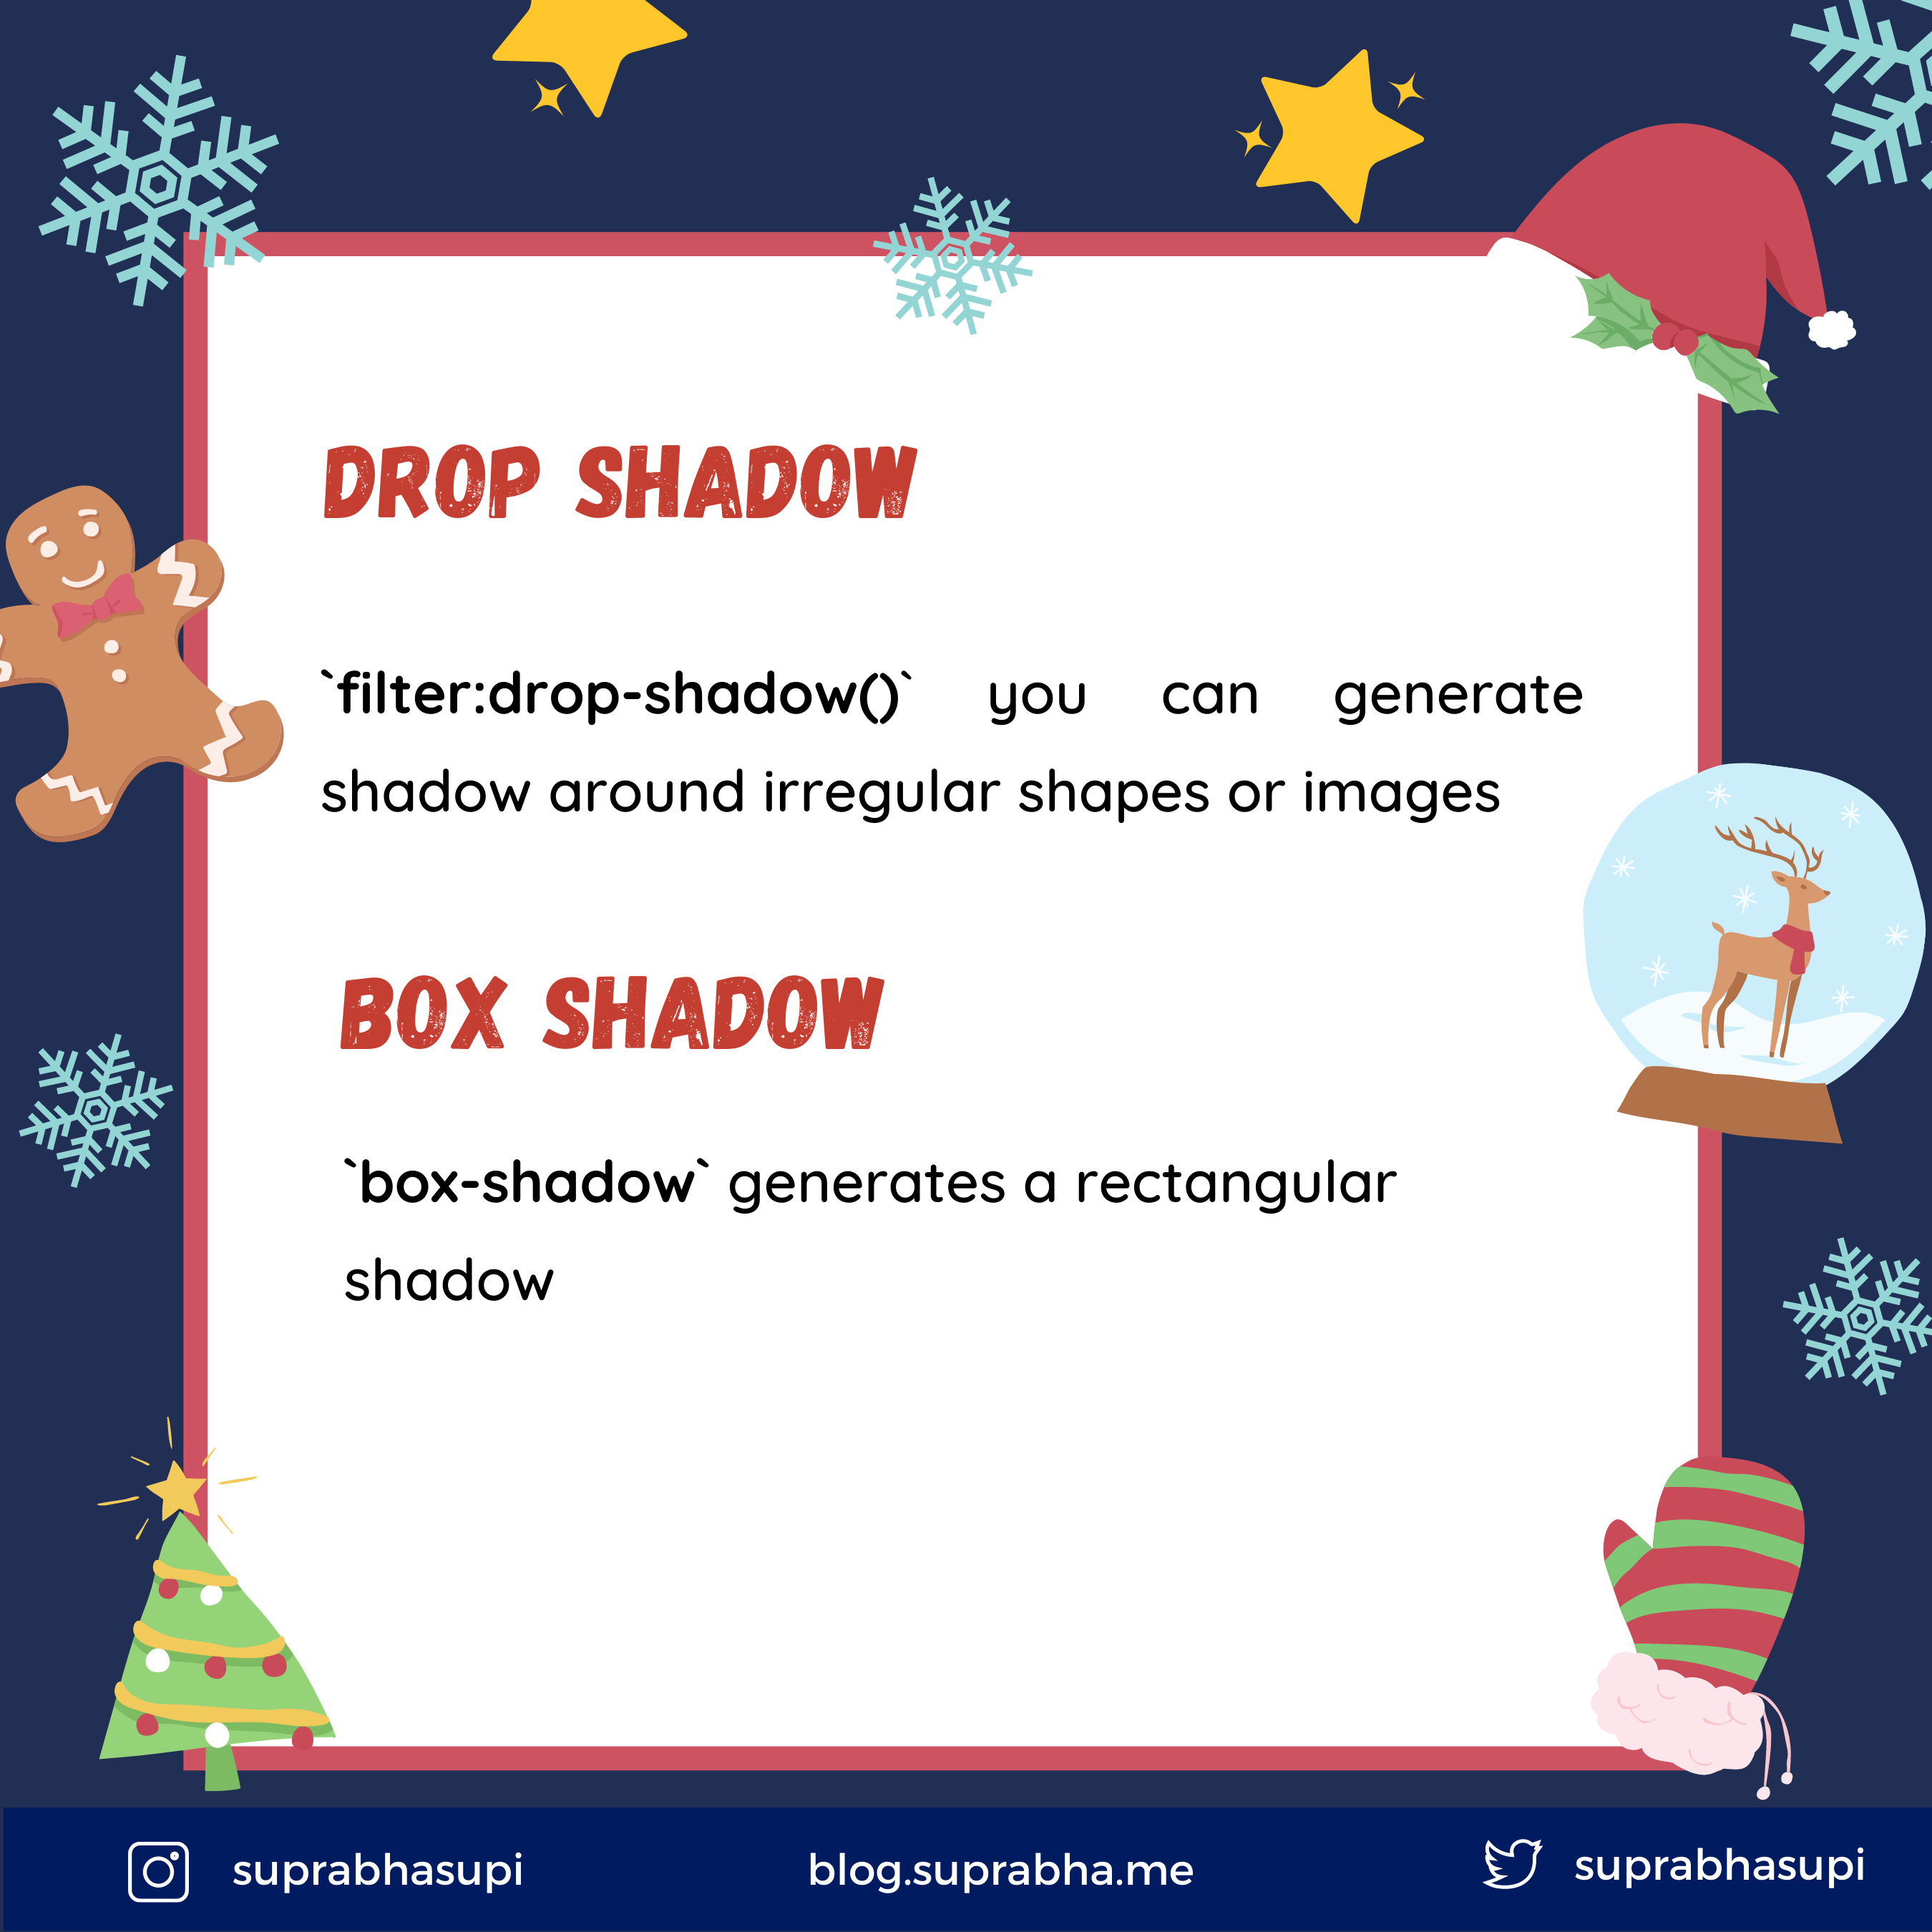 DROP SHADOW
`filter:drop-shadow()` you can generate
shadow around irregular shapes or images
BOX SHADOW
`box-shadow` generates a rectangular
shadow
suprabhasupi
blog.suprabha.me
suprabhasupi